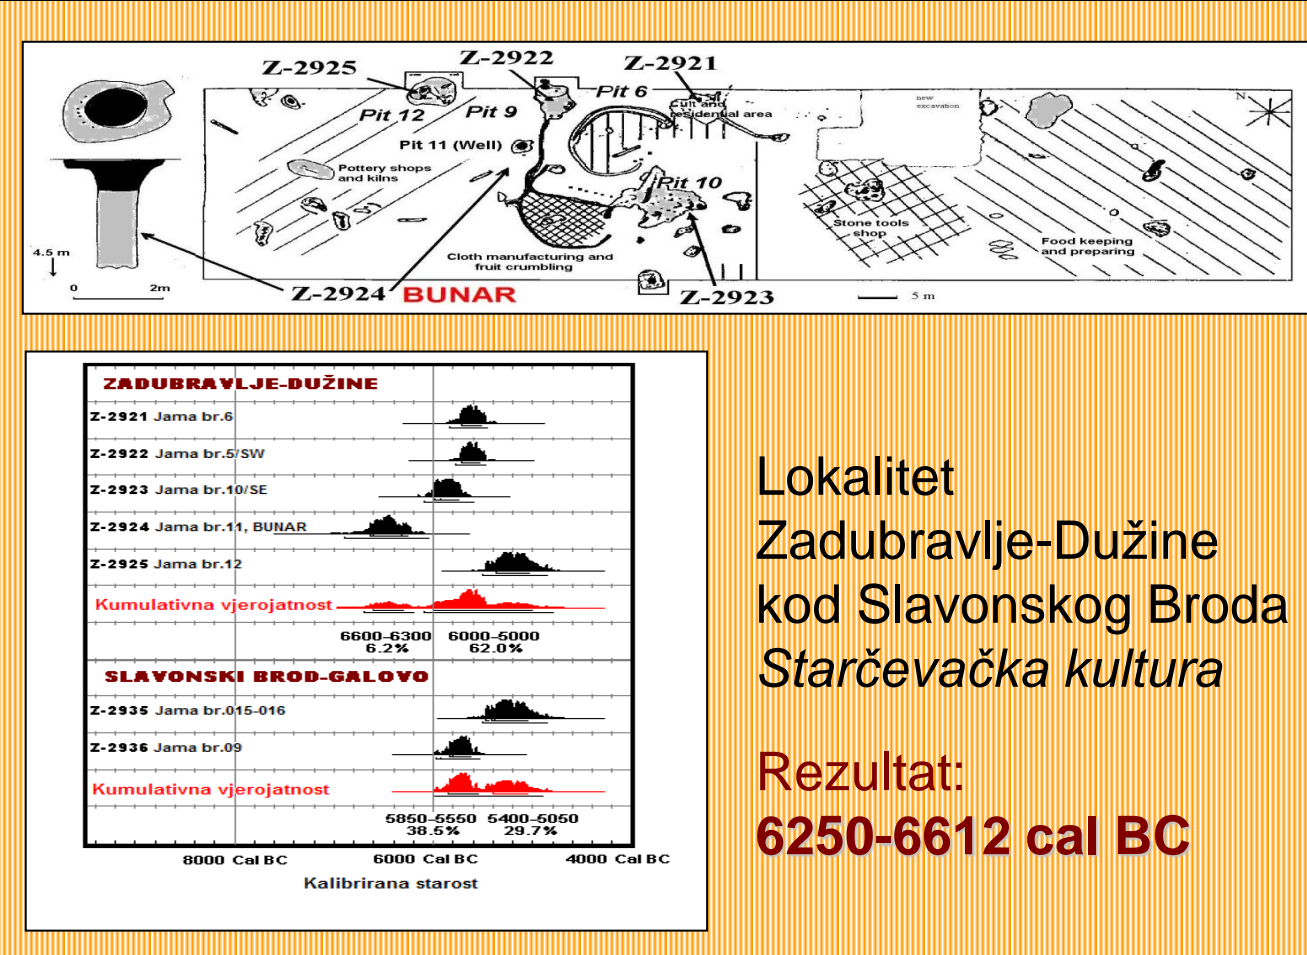 Z-2925
Z-2922
Z-2921
Pit 12
Pit 9
Pit 6
Cult and
residential area
new
excavation
N
Pit 11 (Well)
Pottery shops
and kilns
Pit 10
Stone tools
shop
Food keeping
and preparing
Cloth manufacturing and
fruit crumbling
4.5 m
0 2m
Z-2924 BUNAR
Z-2923
5 m
ZADUBRAVLJE-DUŽINE
Z-2921 Jama br.6
Z-2922 Jama br.5/SW
Z-2923 Jama br.10/SE
Z-2924 Jama br.11, BUNAR
Z-2925 Jama br.12
Kumulativna vjerojatnost
6600-6300 6000-5000
6.2% 62.0%
SLAVONSKI BROD-GALOVO
Z-2935 Jama br.015-016
Z-2936 Jama br.09
Kumulativna vjerojatnost
5850-5550 5400-5050
38.5% 29.7%
8000 Cal BC 6000 Cal BC 4000 Cal BC
Kalibrirana starost
Lokalitet
Zadubravlje-Dužine
kod Slavonskog Broda
Starčevačka kultura
Rezultat:
6250-6612 cal BC